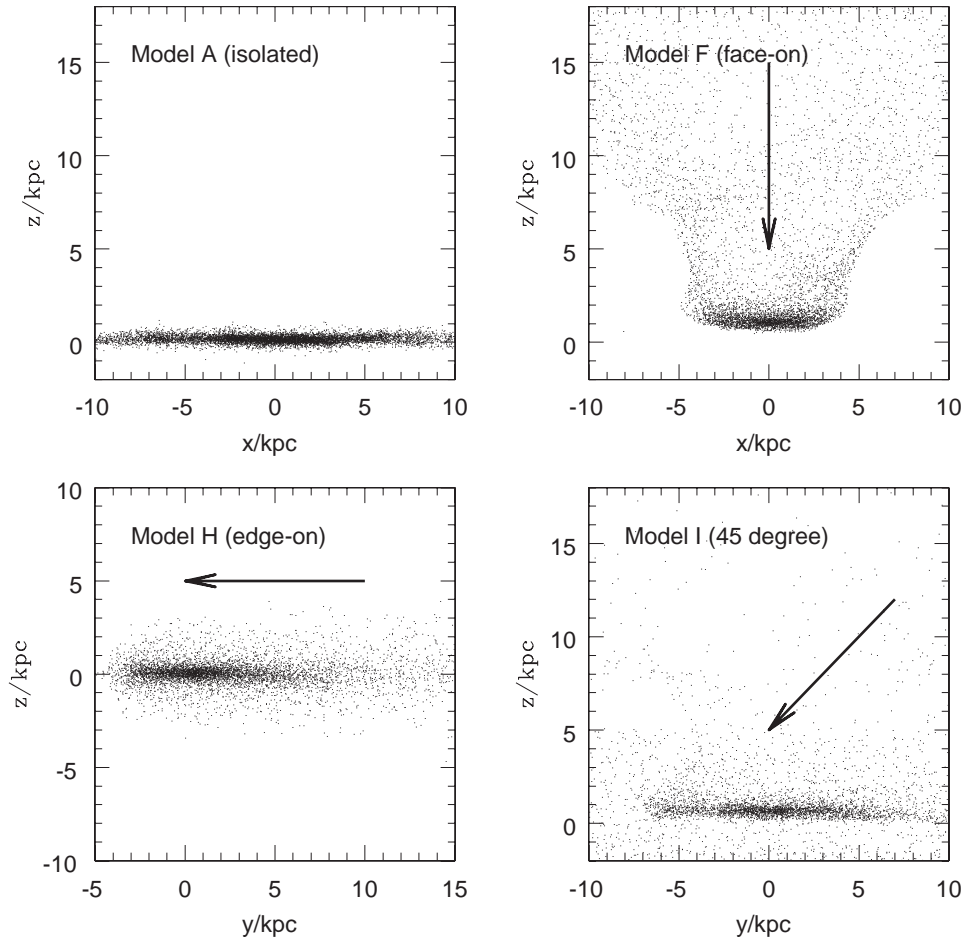 Model A (isolated)
15
10
5
0
z/kpc
-10 -5 0 5 10
x/kpc
Model F (face-on)
15
10
5
0
z/kpc
-10 -5 0 5 10
x/kpc
Model H (edge-on)
10
5
0
-5
-10
z/kpc
-5 0 5 10 15
y/kpc
Model I (45 degree)
15
10
5
0
z/kpc
-10 -5 0 5 10
y/kpc